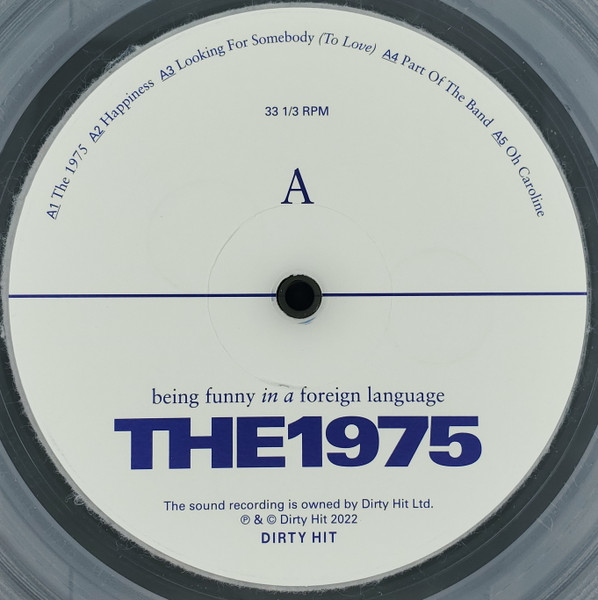 A1 The 1975 A2 Happiness A3 Looking For Somebody (To Love) A4 Part Of The Band A5 Oh Caroline
33 1/3 RPM
A
being funny in a foreign language
THE1975
The sound recording is owned by Dirty Hit Ltd.
℗ & © Dirty Hit 2022
DIRTY HIT